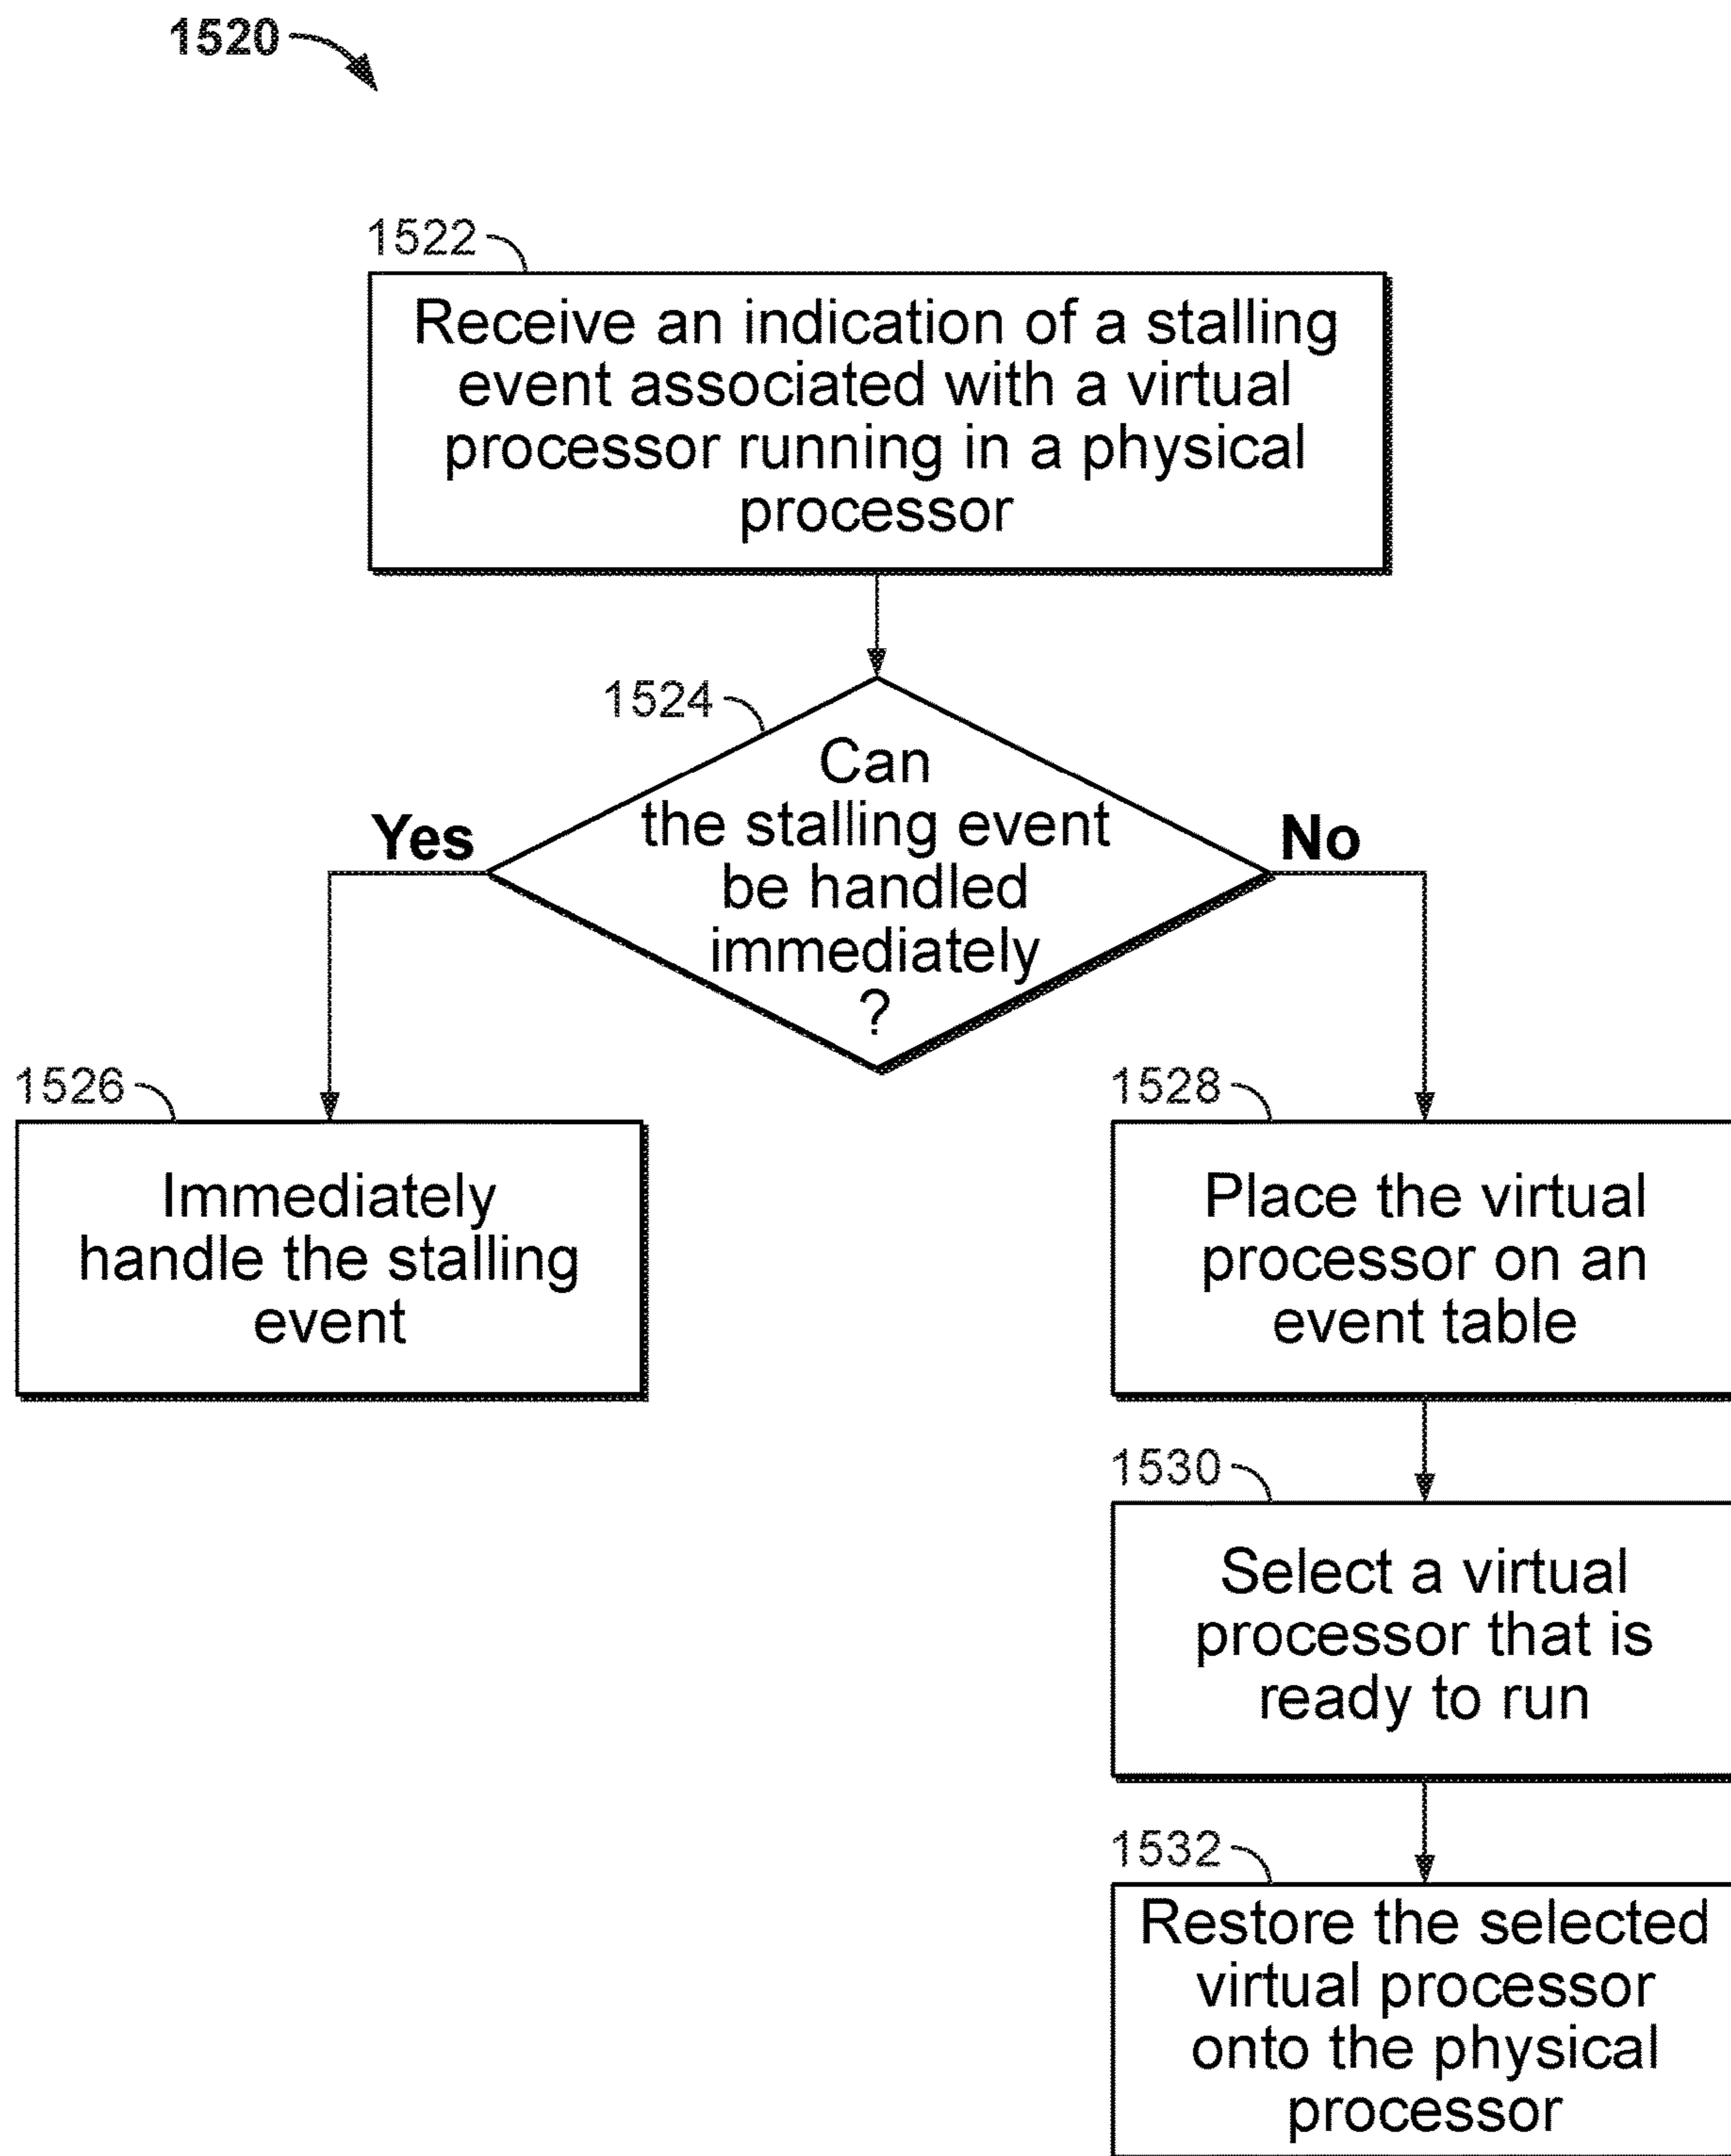 1520
1522
Receive an indication of a stalling
event associated with a virtual
processor running in a physical
processor
1524
Can
the stalling event
be handled
immediately
?
Yes
No
1526
Immediately
handle the stalling
event
1528
Place the virtual
processor on an
event table
1530
Select a virtual
processor that is
ready to run
1532
Restore the selected
virtual processor
onto the physical
processor